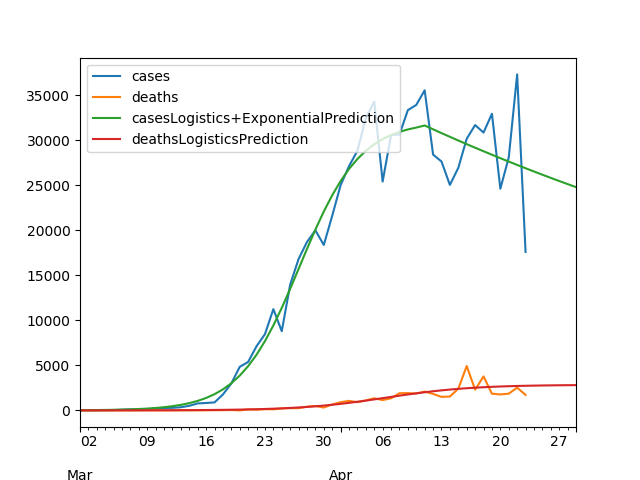 cases
deaths
casesLogistics+ExponentialPrediction
deathsLogisticsPrediction
35000
30000
25000
20000
15000
10000
5000
0
02 09 16 23 30 06 13 20 27
Mar Apr